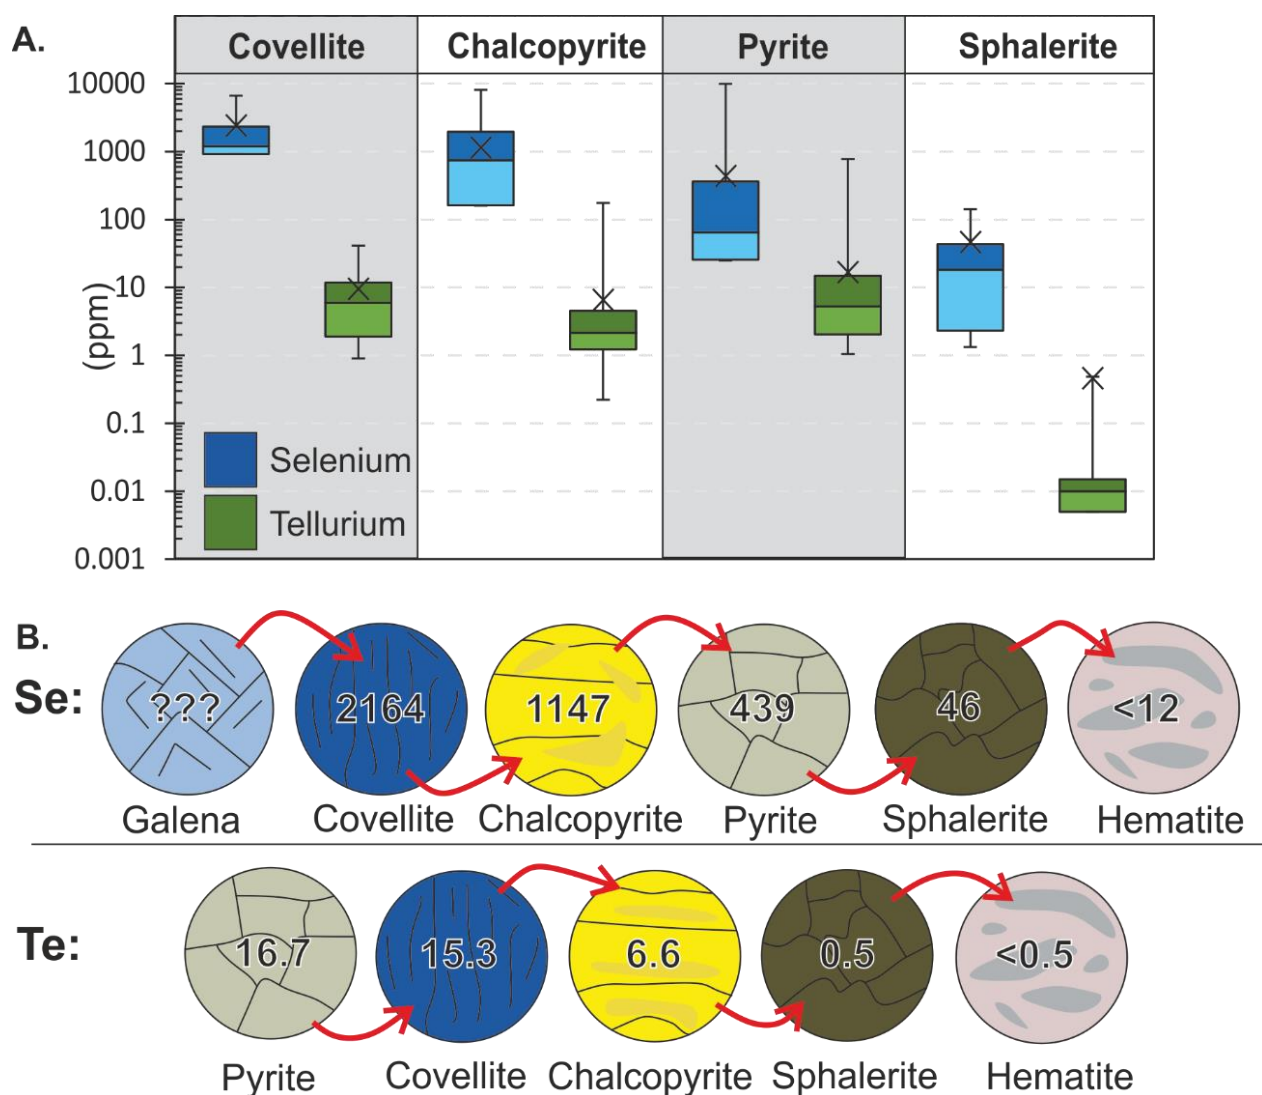 A.
Covellite Chalcopyrite Pyrite Sphalerite
10000
1000
100
10
1
0.1
0.01
0.001
(ppm)
Selenium
Tellurium
B.
Se:
??? 2164 1147 439 46 <12
Galena Covellite Chalcopyrite Pyrite Sphalerite Hematite
Te:
16.7 15.3 6.6 0.5 <0.5
Pyrite Covellite Chalcopyrite Sphalerite Hematite